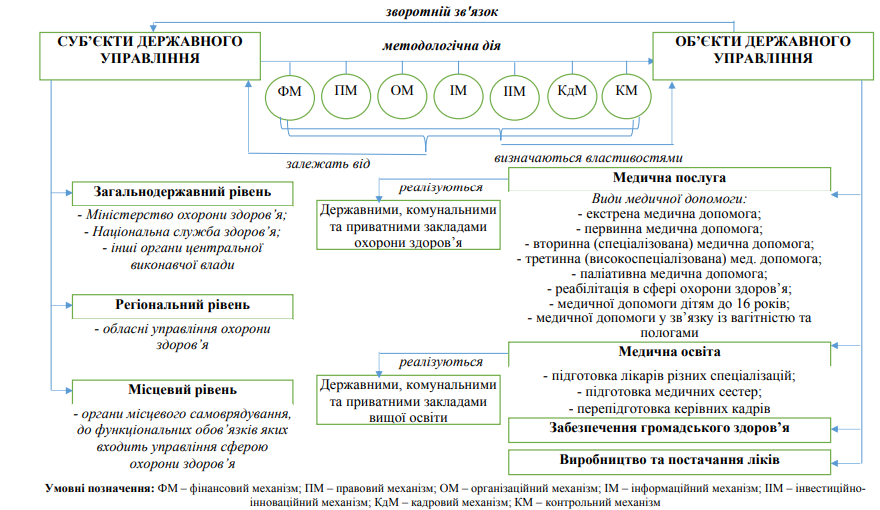 зворотній зв'язок
СУБ’ЄКТИ ДЕРЖАВНОГО
УПРАВЛІННЯ
методологічна дія
ОБ’ЄКТИ ДЕРЖАВНОГО
УПРАВЛІННЯ
ФМ
ПМ
ОМ
ІМ
ІІМ
КдМ
КМ
залежать від
визначаються властивостями
Загальнодержавний рівень
- Міністерство охорони здоров’я;
- Національна служба здоров’я;
- інші органи центральної
виконавчої влади
Регіональний рівень
- обласні управління охорони
здоров’я
Місцевий рівень
- органи місцевого самоврядування,
до функціональних обов’язків яких
входить управління сферою
охорони здоров’я
реалізуються
Державними, комунальними
та приватними закладами
охорони здоров’я
Медична послуга
Види медичної допомоги:
- екстрена медична допомога;
- первинна медична допомога;
- вторинна (спеціалізована) медична допомога;
- третинна (високоспеціалізована) мед. допомога;
- паліативна медична допомога;
- реабілітація в сфері охорони здоров’я;
- медичної допомоги дітям до 16 років;
- медичної допомоги у зв’язку із вагітністю та
пологами
реалізуються
Державними, комунальними
та приватними закладами
вищої освіти
Медична освіта
- підготовка лікарів різних спеціалізацій;
- підготовка медичних сестер;
- перепідготовка керівних кадрів
Забезпечення громадського здоров’я
Виробництво та постачання ліків
Умовні позначення: ФМ – фінансовий механізм; ПМ – правовий механізм; ОМ – організаційний механізм; ІМ – інформаційний механізм; ІІМ – інвестиційно-
інноваційний механізм; КдМ – кадровий механізм; КМ – контрольний механізм